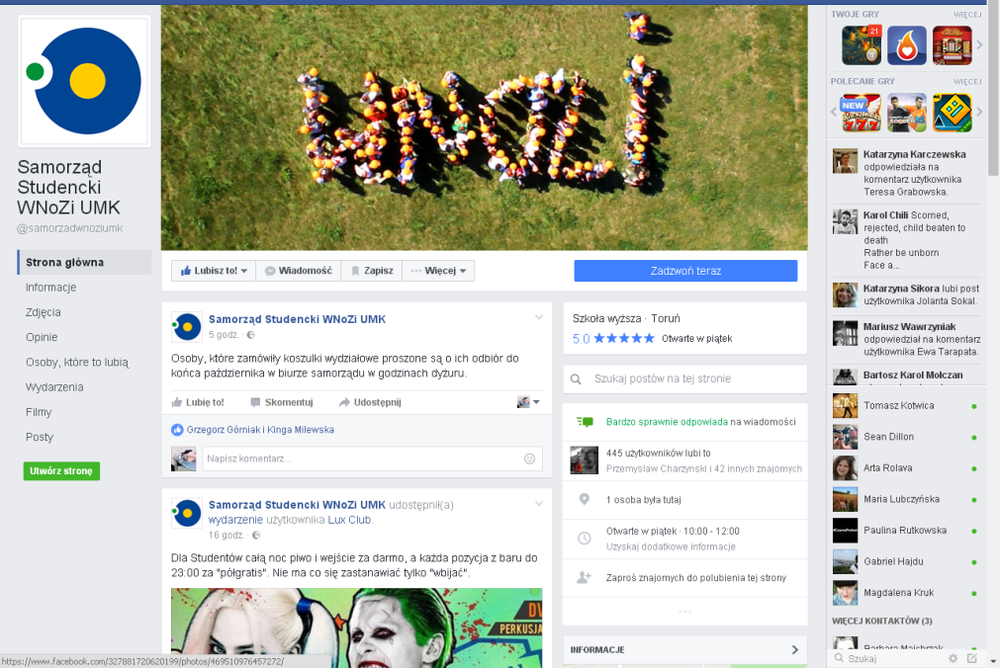 Samorząd
Studencki
WNoZi UMK
@samorzadwnoziumk
Strona główna
Informacje
Zdjęcia
Opinie
Osoby, które to lubią
Wydarzenia
Filmy
Posty
Utwórz stronę
WNoZi
Lubisz to!
Wiadomość
Zapisz
Więcej
Zadzwoń teraz
Samorząd Studencki WNoZi UMK
5 godz. ·
Osoby, które zamówiły koszulki wydziałowe proszone są o ich odbiór do
końca października w biurze samorządu w godzinach dyżuru.
Lubię to!
Skomentuj
Udostępnij
Grzegorz Górniak i Kinga Milewska
Napisz komentarz...
Samorząd Studencki WNoZi UMK udostępnił(a)
wydarzenie użytkownika Lux Club.
16 godz. ·
Dla Studentów całą noc piwo i wejście za darmo, a każda pozycja z baru do
23:00 za "półgratis". Nie ma co się zastanawiać tylko "wbijać".
PERKUSJA
Szkoła wyższa · Toruń
5,0 Otwarte w piątek
Szukaj postów na tej stronie
Bardzo sprawnie odpowiada na wiadomości
445 użytkowników lubi to
Przemysław Charzynski i 42 innych znajomych
1 osoba była tutaj
Otwarte w piątek · 10:00 - 12:00
Uzyskaj dodatkowe informacje
Zaproś znajomych do polubienia tej strony
INFORMACJE
TWOJE GRY
WIĘCEJ
21
POLECANE GRY
WIĘCEJ
NEW
777
Katarzyna Karczewska
odpowiedziała na
komentarz użytkownika
Teresa Grabowska.
Karol Chili Scorned,
rejected, child beaten to
death
Rather be unborn
Face a...
Katarzyna Sikora lubi post
użytkownika Jolanta Sokal.
Mariusz Wawrzyniak
odpowiedział na komentarz
użytkownika Ewa Tarapata.
Bartosz Karol Mołczan
Tomasz Kotwica
Sean Dillon
Arta Rolava
Maria Lubczyńska
Paulina Rutkowska
Gabriel Hajdu
Magdalena Kruk
WIĘCEJ KONTAKTÓW (3)
Barbara Majchrzak
Szukaj
https://www.facebook.com/327881720620199/photos/469510976457272/